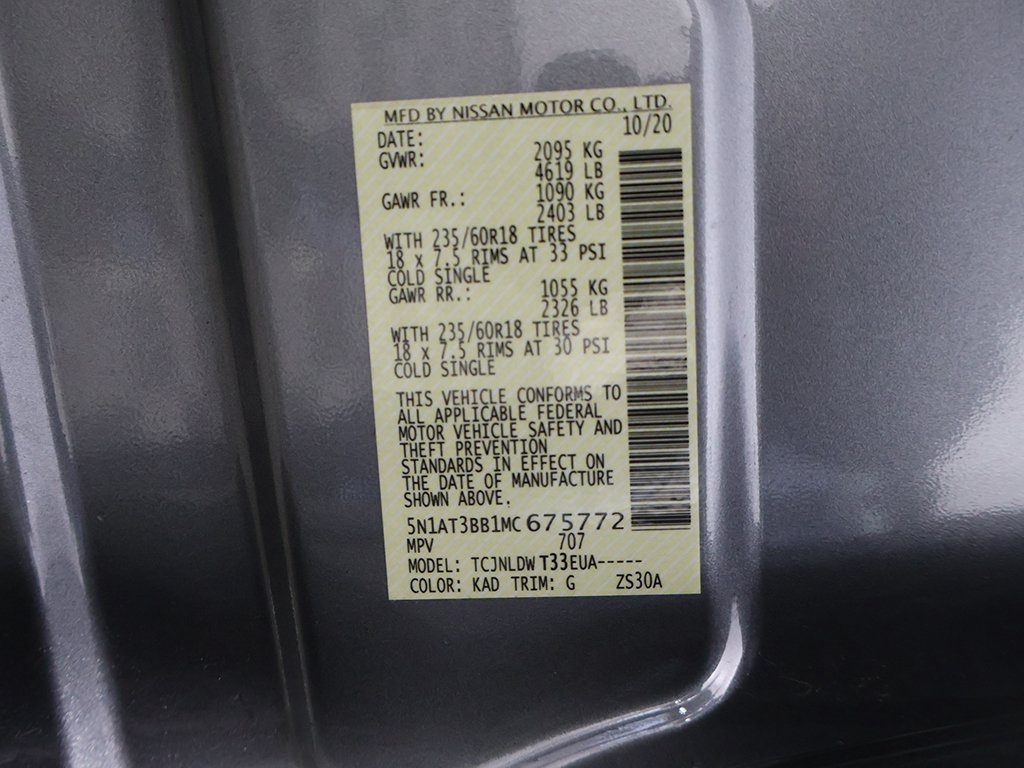 MFD BY NISSAN MOTOR CO., LTD.
DATE: 10/20
GVWR: 2095 KG
4619 LB
GAWR FR.: 1090 KG
2403 LB
WITH 235/60R18 TIRES
18 x 7.5 RIMS AT 33 PSI
COLD SINGLE
GAWR RR.: 1055 KG
2326 LB
WITH 235/60R18 TIRES
18 x 7.5 RIMS AT 30 PSI
COLD SINGLE
THIS VEHICLE CONFORMS TO
ALL APPLICABLE FEDERAL
MOTOR VEHICLE SAFETY AND
THEFT PREVENTION
STANDARDS IN EFFECT ON
THE DATE OF MANUFACTURE
SHOWN ABOVE.
5N1AT3BB1MC675772
MPV 707
MODEL: TCJNLDWT33EUA-----
COLOR: KAD TRIM: G ZS30A